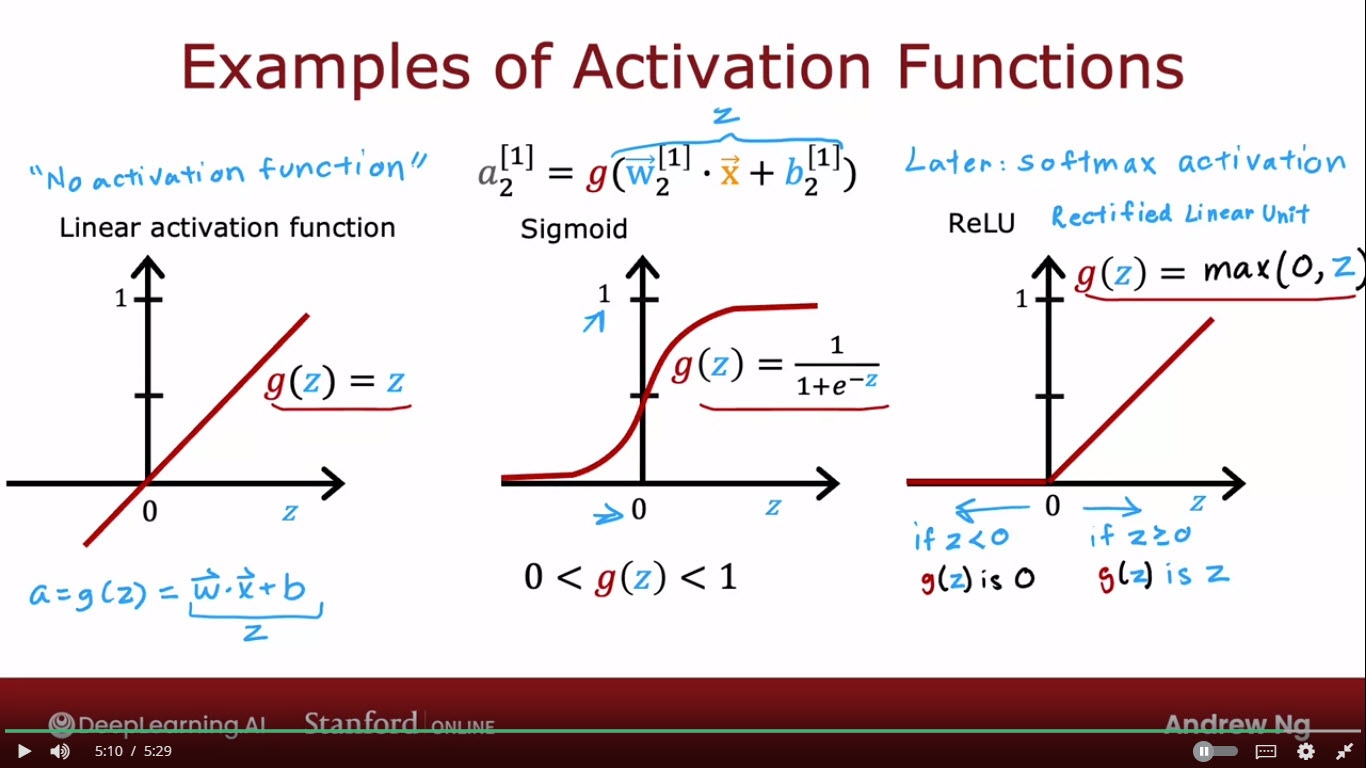 Examples of Activation Functions
z
"No activation function"
a₂^[1] = g(w⃗₂^[1] · x⃗ + b₂^[1])
Later: softmax activation
Linear activation function
Sigmoid
ReLU Rectified Linear Unit
1
g(z) = z
0
z
a = g(z) = w⃗·x⃗ + b
z
1
g(z) = 1/(1+e^−z)
0
z
0 < g(z) < 1
g(z) = max(0, z)
1
0
z
if z < 0
g(z) is 0
if z ≥ 0
g(z) is z
DeepLearning.AI Stanford ONLINE Andrew Ng
5:10 / 5:29